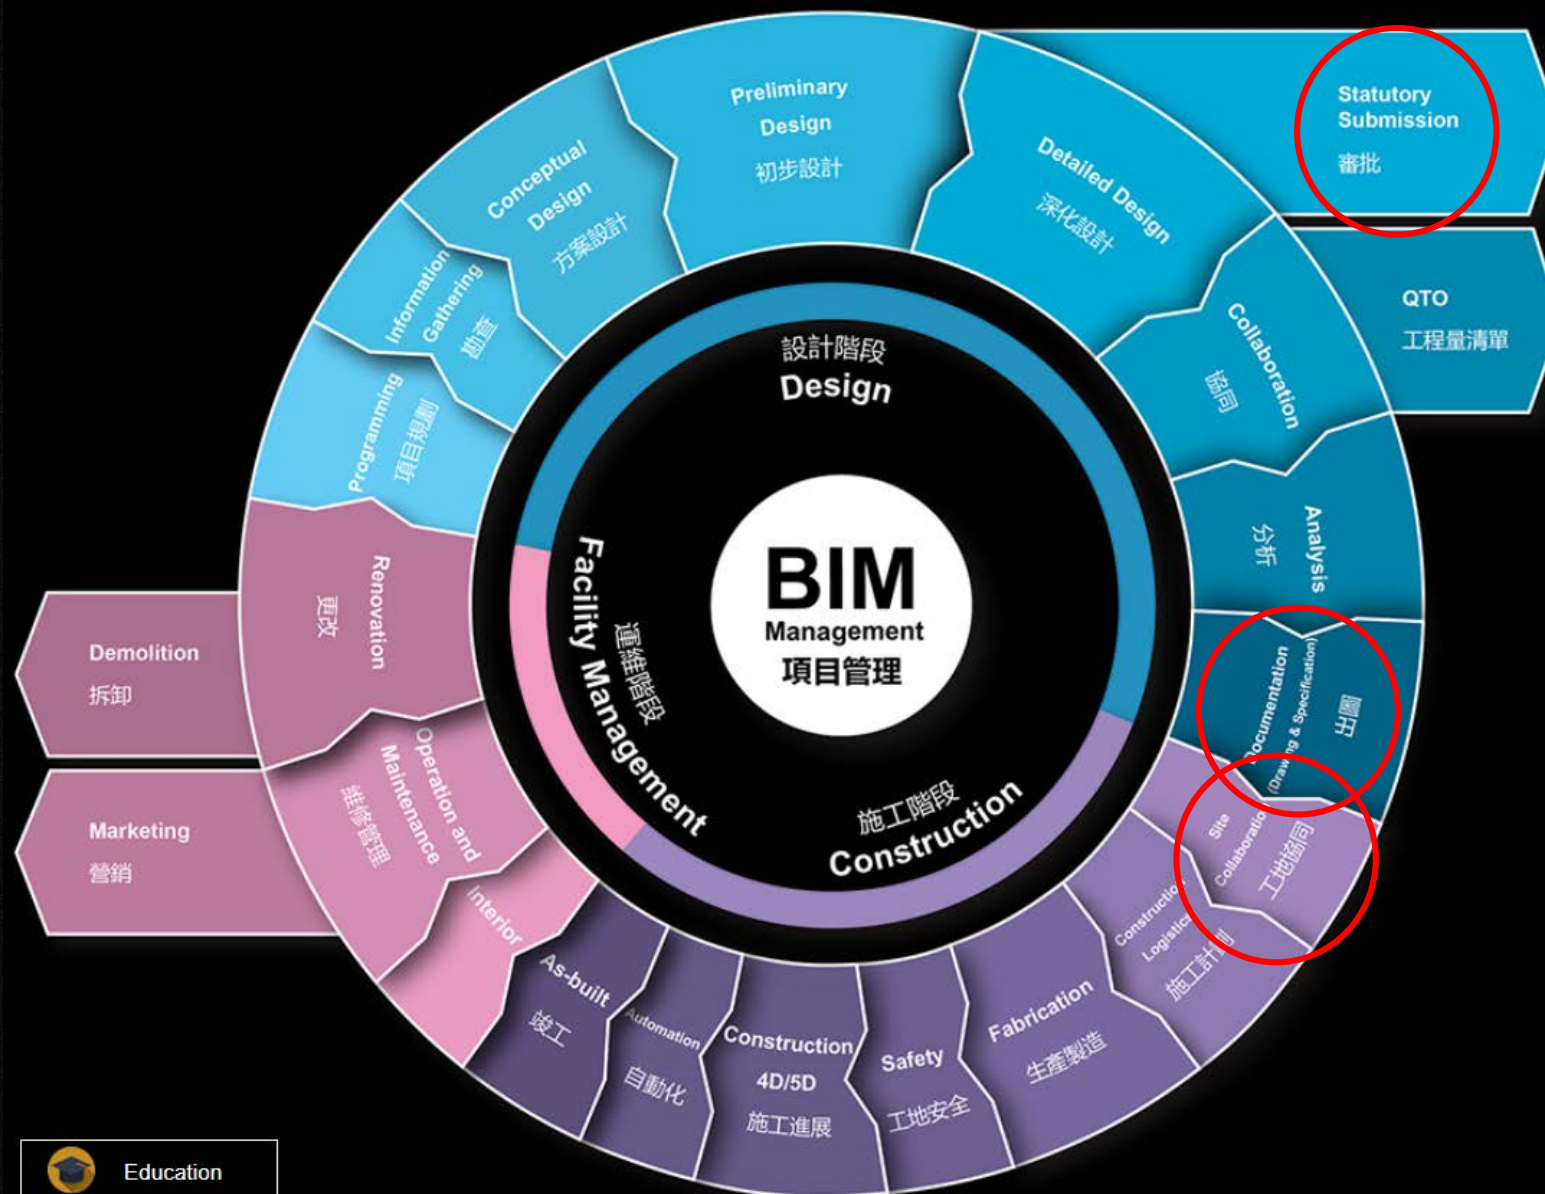 Preliminary
Design
初步設計
Detailed Design
深化設計
Statutory
Submission
審批
QTO
工程量清單
Collaboration
協同
Analysis
分析
Documentation
(Drawing & Specification)
出圖
Site
Collaboration
工地協同
Construction
Logistics
施工計劃
Fabrication
生產製造
Safety
工地安全
Construction
4D/5D
施工進展
Automation
自動化
As-built
竣工
Interior
Operation and
Maintenance
維修管理
Marketing
營銷
Demolition
拆卸
Renovation
更改
Programming
項目規劃
Information
Gathering
勘查
Conceptual
Design
方案設計
設計階段
Design
BIM
Management
項目管理
Facility Management
運維階段
施工階段
Construction
Education